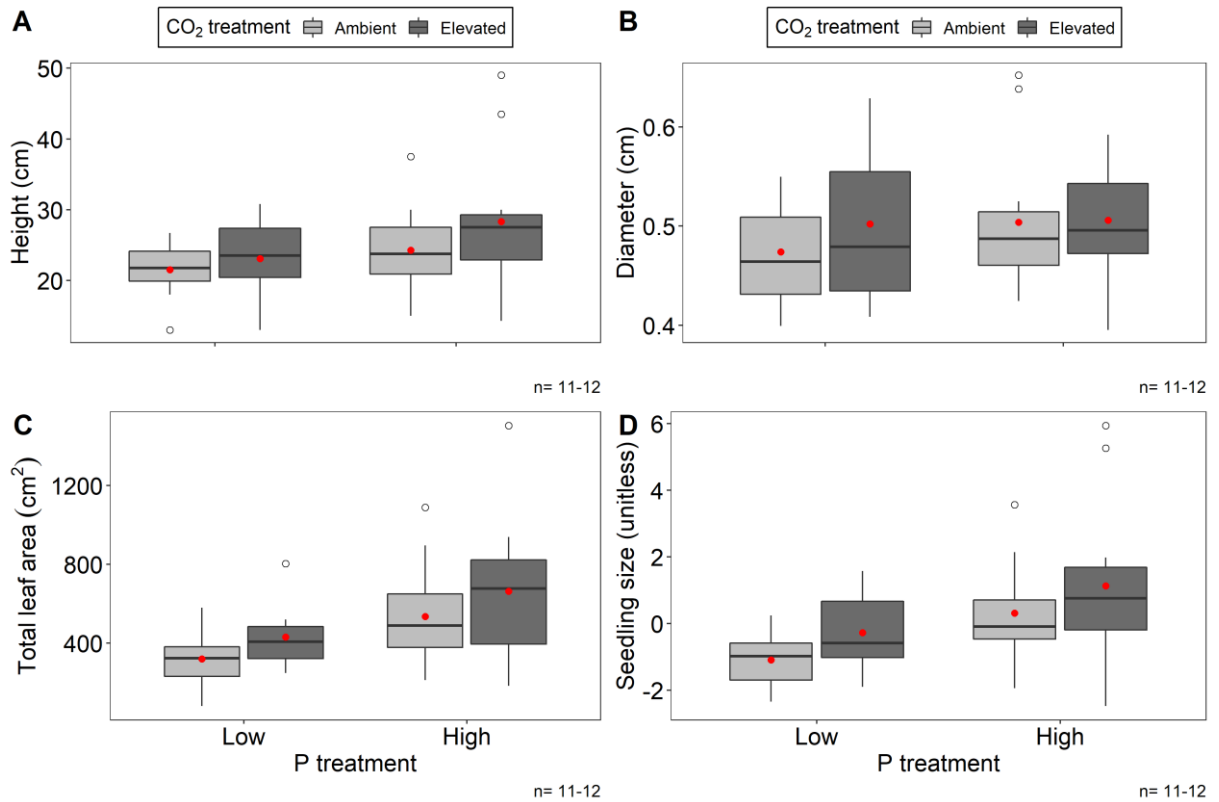 A
CO₂ treatment Ambient Elevated
Height (cm)
50
40
30
20
n= 11-12
B
CO₂ treatment Ambient Elevated
Diameter (cm)
0.6
0.5
0.4
n= 11-12
C
Total leaf area (cm²)
1200
800
400
Low High
P treatment
n= 11-12
D
Seedling size (unitless)
6
4
2
0
-2
Low High
P treatment
n= 11-12